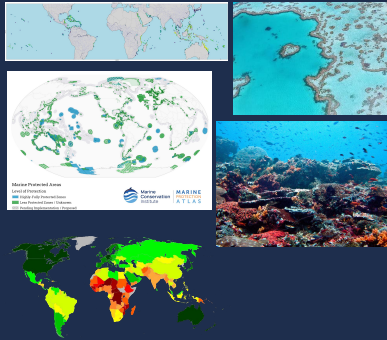 Marine Protected Areas
Level of Protection
Highly/Fully Protected Zones
Less Protected Zones / Unknown
Pending Implementation / Proposed
Marine
Conservation
INSTITUTE
MARINE
PROTECTION
ATLAS